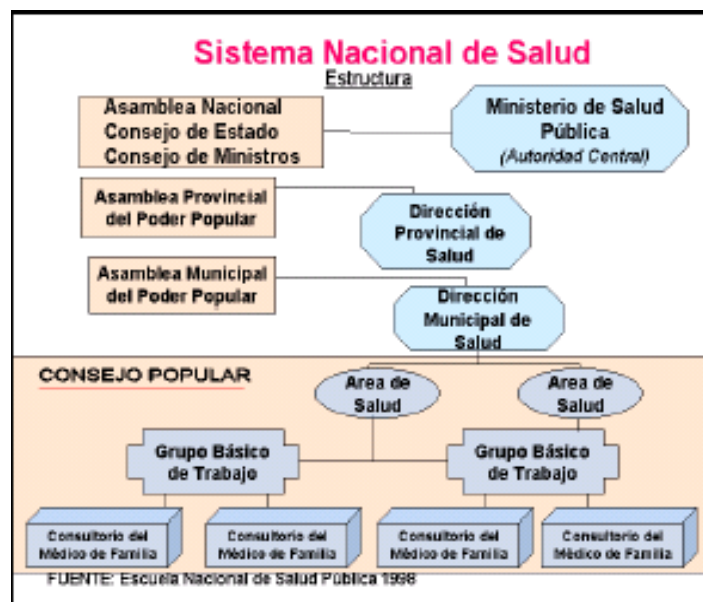 Sistema Nacional de Salud
Estructura
Asamblea Nacional
Consejo de Estado
Consejo de Ministros
Ministerio de Salud
Pública
(Autoridad Central)
Asamblea Provincial
del Poder Popular
Dirección
Provincial de
Salud
Asamblea Municipal
del Poder Popular
Dirección
Municipal de
Salud
CONSEJO POPULAR
Area de
Salud
Area de
Salud
Grupo Básico
de Trabajo
Grupo Básico
de Trabajo
Consultorio del
Médico de Familia
Consultorio del
Médico de Familia
Consultorio del
Médico de Familia
Consultorio del
Médico de Familia
FUENTE: Escuela Nacional de Salud Pública 1998